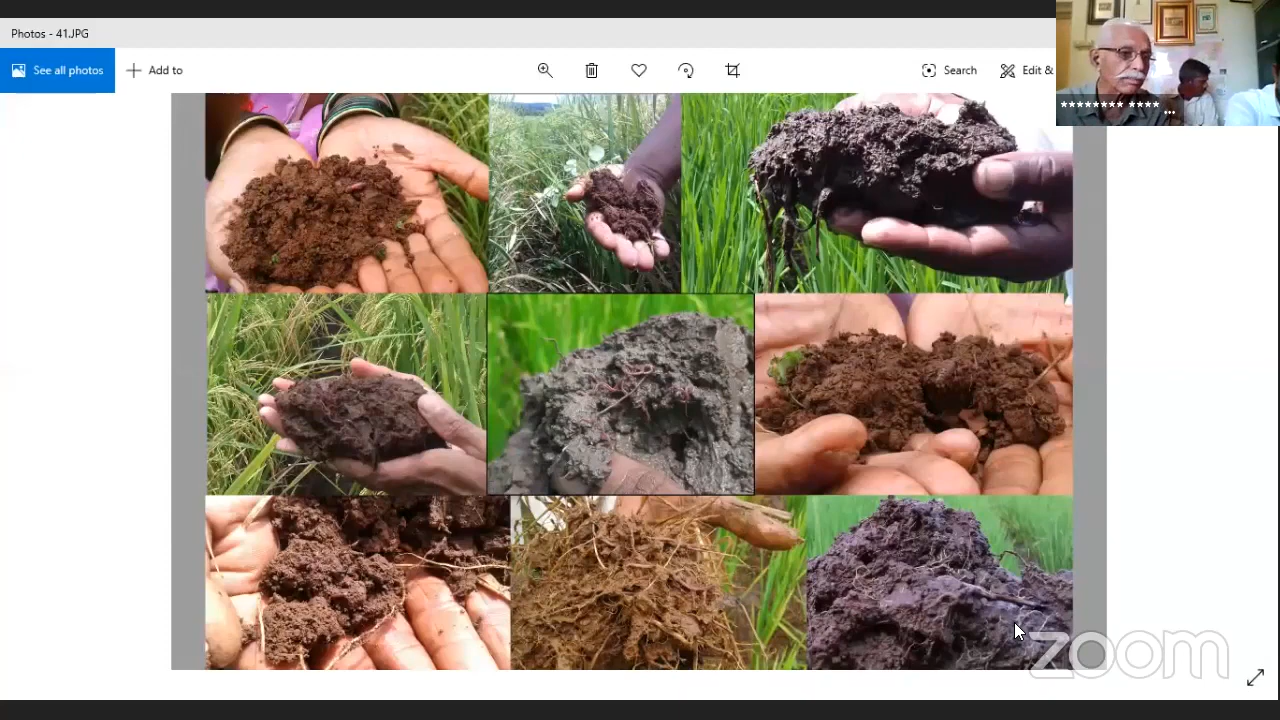 Photos - 41.JPG
See all photos
Add to
Search
Edit &
******** **** ...
zoom